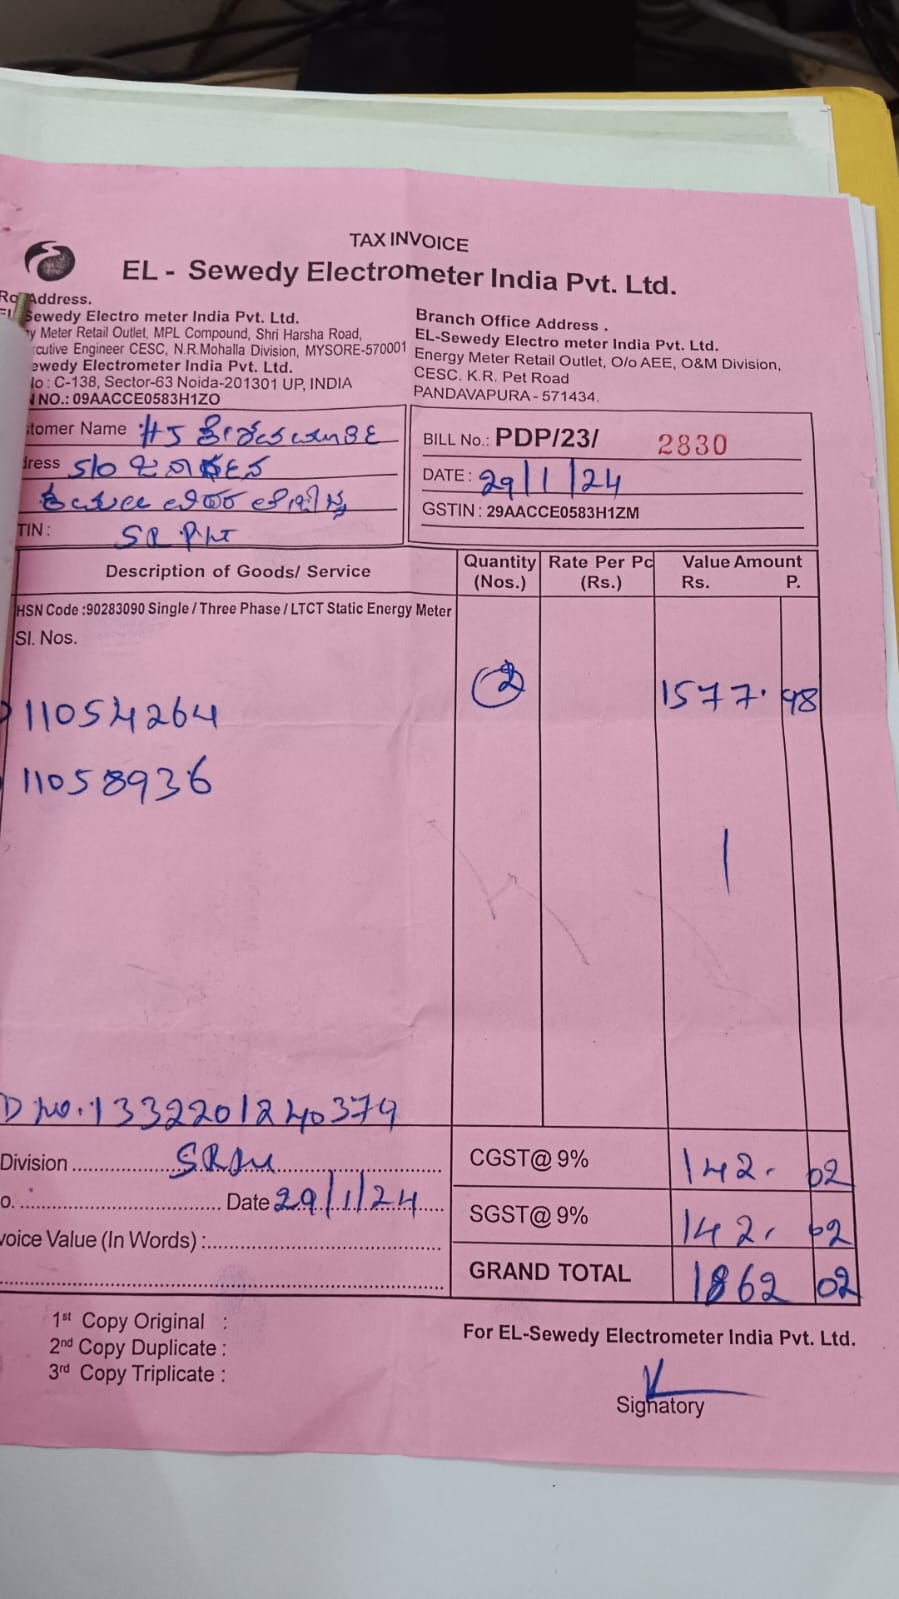 TAX INVOICE
EL - Sewedy Electrometer India Pvt. Ltd.
Address.
Sewedy Electro meter India Pvt. Ltd.
Meter Retail Outlet, MPL Compound, Shri Harsha Road,
Engineer CESC, N.R.Mohalla Division, MYSORE-570001
Electrometer India Pvt. Ltd.
C-138, Sector-63 Noida-201301 UP, INDIA
NO.: 09AACCE0583H1ZO
Branch Office Address .
EL-Sewedy Electro meter India Pvt. Ltd.
Energy Meter Retail Outlet, O/o AEE, O&M Division,
CESC. K.R. Pet Road
PANDAVAPURA - 571434.
Name HJ
S/O
BILL No.: PDP/23/ 2830
DATE : 29/1/24
GSTIN : 29AACCE0583H1ZM
Description of Goods/ Service
Quantity (Nos.)
Rate Per Pc (Rs.)
Value Amount
Rs. P.
HSN Code :90283090 Single / Three Phase / LTCT Static Energy Meter
Sl. Nos.
2 1577. 98
11054264
11058936
No. 1332201240379
Division
Date 29/1/24
Value (In Words) :
CGST@ 9% 142. 02
SGST@ 9% 142. 02
GRAND TOTAL 1862 02
1st Copy Original :
2nd Copy Duplicate :
3rd Copy Triplicate :
For EL-Sewedy Electrometer India Pvt. Ltd.
Signatory